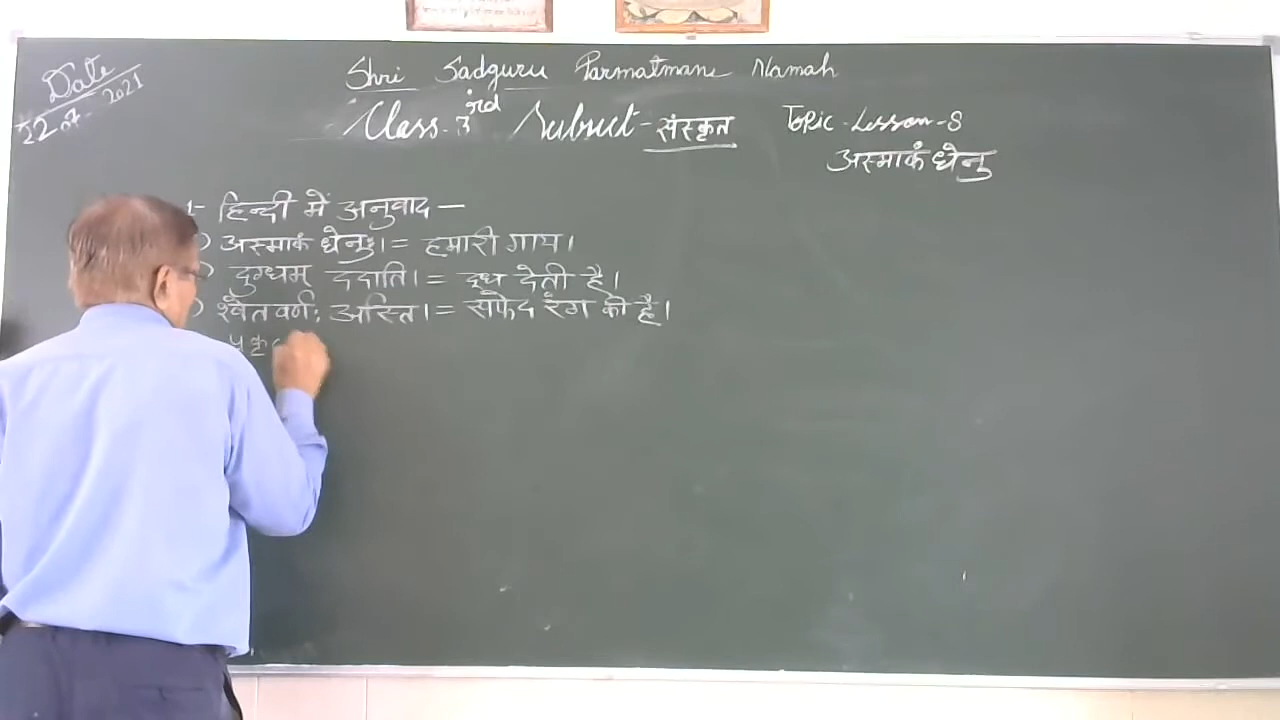 Date
22 07 2021
Shri Sadguru Parmatmane Namah
Class-3rd Subject-संस्कृत Topic-Lesson-8
अस्माकं धेनु
1- हिन्दी में अनुवाद —
अस्माकं धेनुः। = हमारी गाय।
दुग्धम् ददाति। = दूध देती है।
श्वेतवर्णः अस्ति। = सफेद रंग की है।